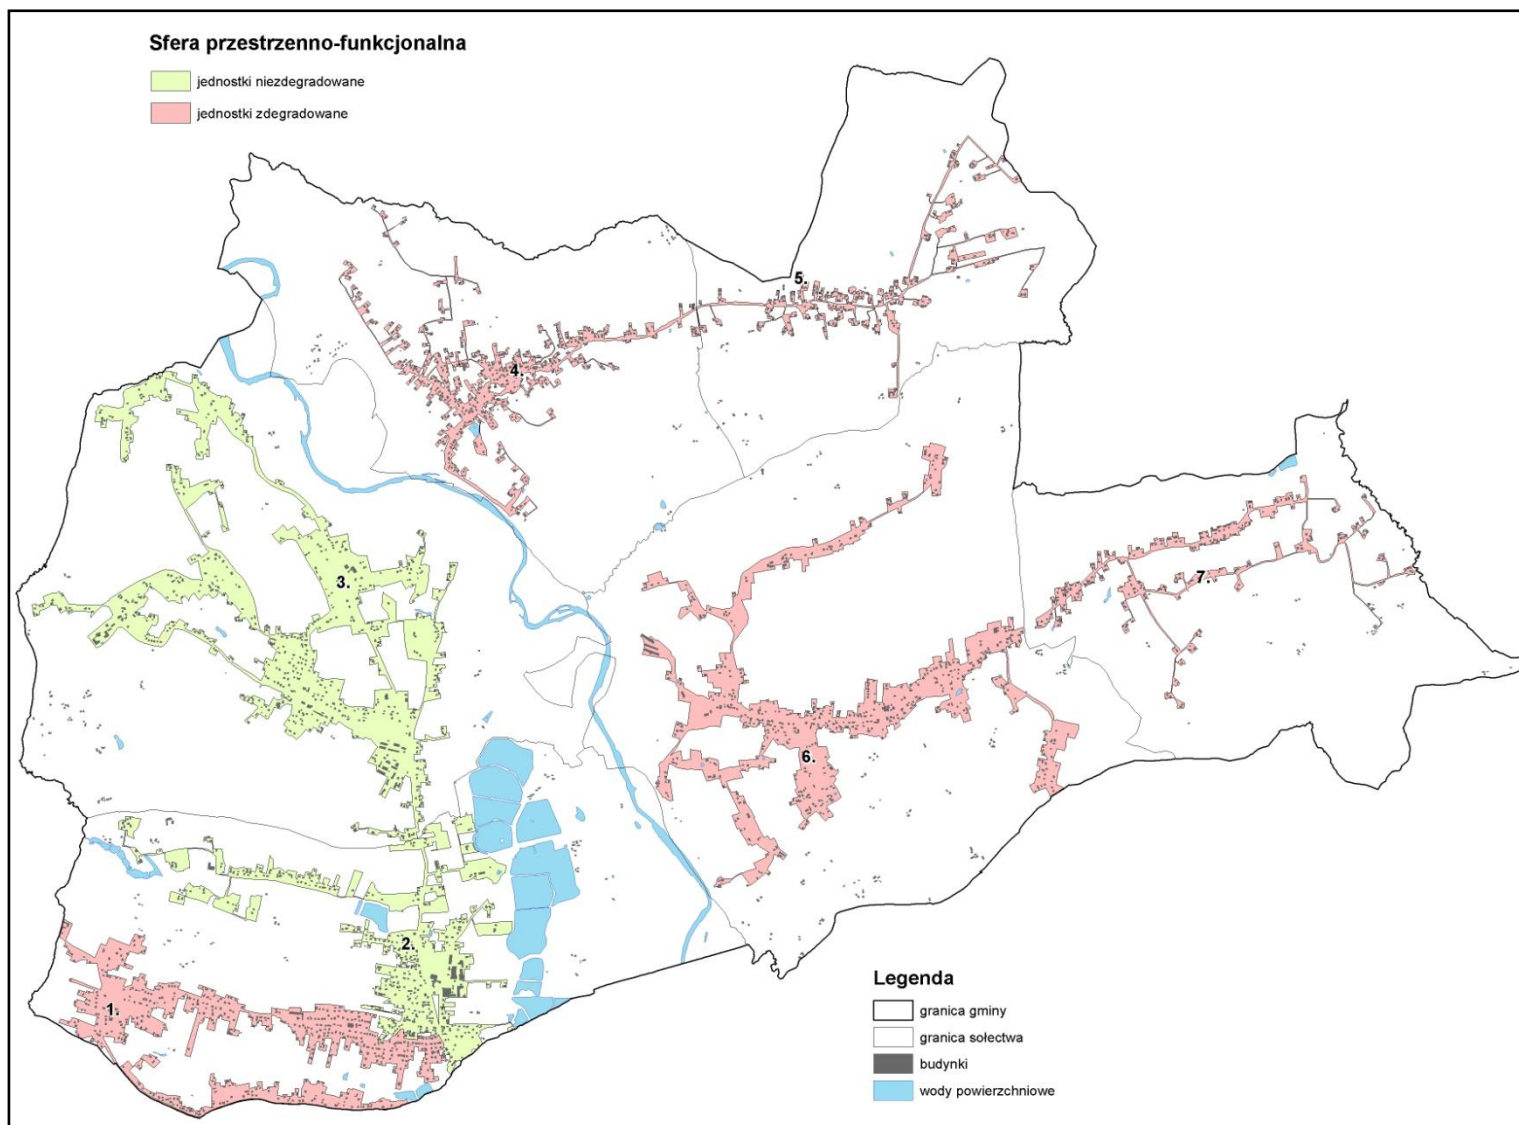 Sfera przestrzenno-funkcjonalna
jednostki niezdegradowane
jednostki zdegradowane
5.
4.
3.
7.
6.
2.
1.
Legenda
granica gminy
granica sołectwa
budynki
wody powierzchniowe